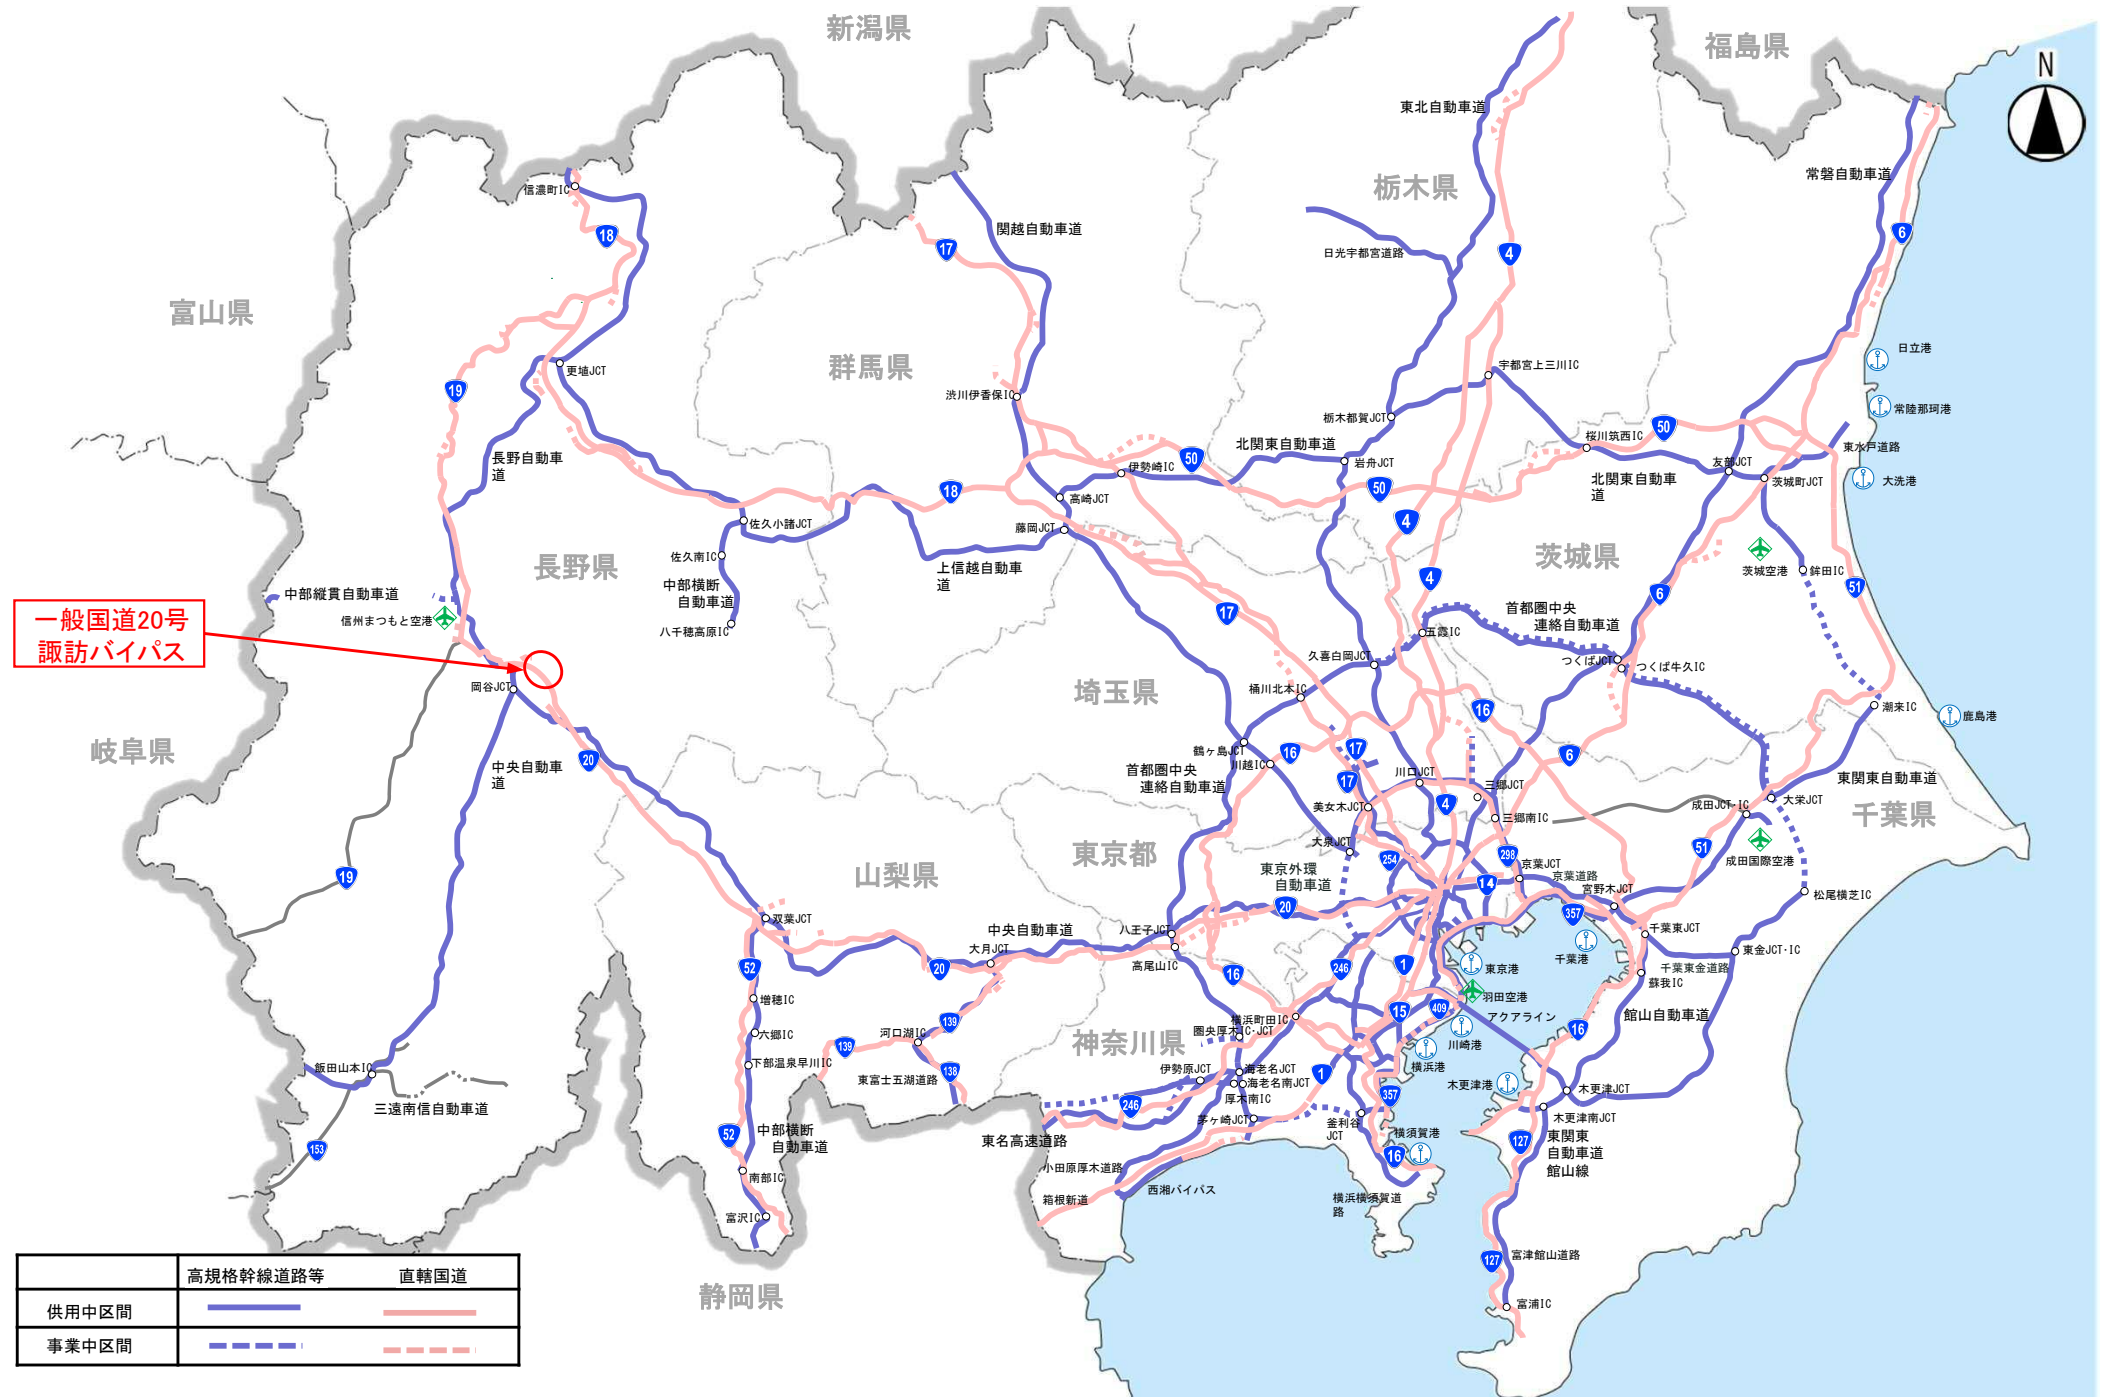 新潟県
福島県
N
東北自動車道
常磐自動車道
栃木県
信濃町IC
18
関越自動車道
17
日光宇都宮道路
4
6
富山県
群馬県
日立港
更埴JCT
19
渋川伊香保IC
宇都宮上三川IC
常陸那珂港
栃木都賀JCT
50
桜川筑西IC
東水戸道路
北関東自動車道
長野自動車
道
50
伊勢崎IC
岩舟JCT
友部JCT
北関東自動車
道
茨城町JCT
大洗港
18
高崎JCT
50
佐久小諸JCT
藤岡JCT
4
佐久南IC
長野県
上信越自動車
道
茨城県
茨城空港
鉾田IC
中部横断
自動車道
4
51
6
中部縦貫自動車道
一般国道20号
諏訪バイパス
信州まつもと空港
八千穂高原IC
17
首都圏中央
連絡自動車道
五霞IC
久喜白岡JCT
つくばJCT
つくば牛久IC
岡谷JCT
埼玉県
桶川北本IC
16
潮来IC
鹿島港
岐阜県
20
鶴ヶ島JCT
16
17
6
中央自動車
道
首都圏中央
連絡自動車道
川越IC
17
川口JCT
三郷JCT
東関東自動車道
美女木JCT
4
三郷南IC
成田JCT·IC
大栄JCT
千葉県
大泉JCT
東京都
254
298
51
成田国際空港
19
山梨県
東京外環
自動車道
京葉JCT
京葉道路
14
宮野木JCT
松尾横芝IC
20
357
双葉JCT
中央自動車道
八王子JCT
千葉東JCT
大月JCT
高尾山IC
千葉港
東金JCT·IC
52
20
16
246
1
東京港
千葉東金道路
蘇我IC
増穂IC
羽田空港
15
409
アクアライン
館山自動車道
六郷IC
河口湖IC
139
横浜町田IC
圏央厚木IC·JCT
16
139
神奈川県
川崎港
下部温泉早川IC
飯田山本IC
東富士五湖道路
138
伊勢原JCT
海老名JCT
海老名南JCT
横浜港
1
木更津港
木更津JCT
三遠南信自動車道
厚木南IC
357
246
茅ヶ崎JCT
釜利谷
JCT
木更津南JCT
52
中部横断
自動車道
東名高速道路
横須賀港
127
東関東
自動車道
館山線
153
小田原厚木道路
16
南部IC
西湘バイパス
箱根新道
横浜横須賀道
路
富沢IC
127
富津館山道路
静岡県
富浦IC
高規格幹線道路等 直轄国道
供用中区間
事業中区間